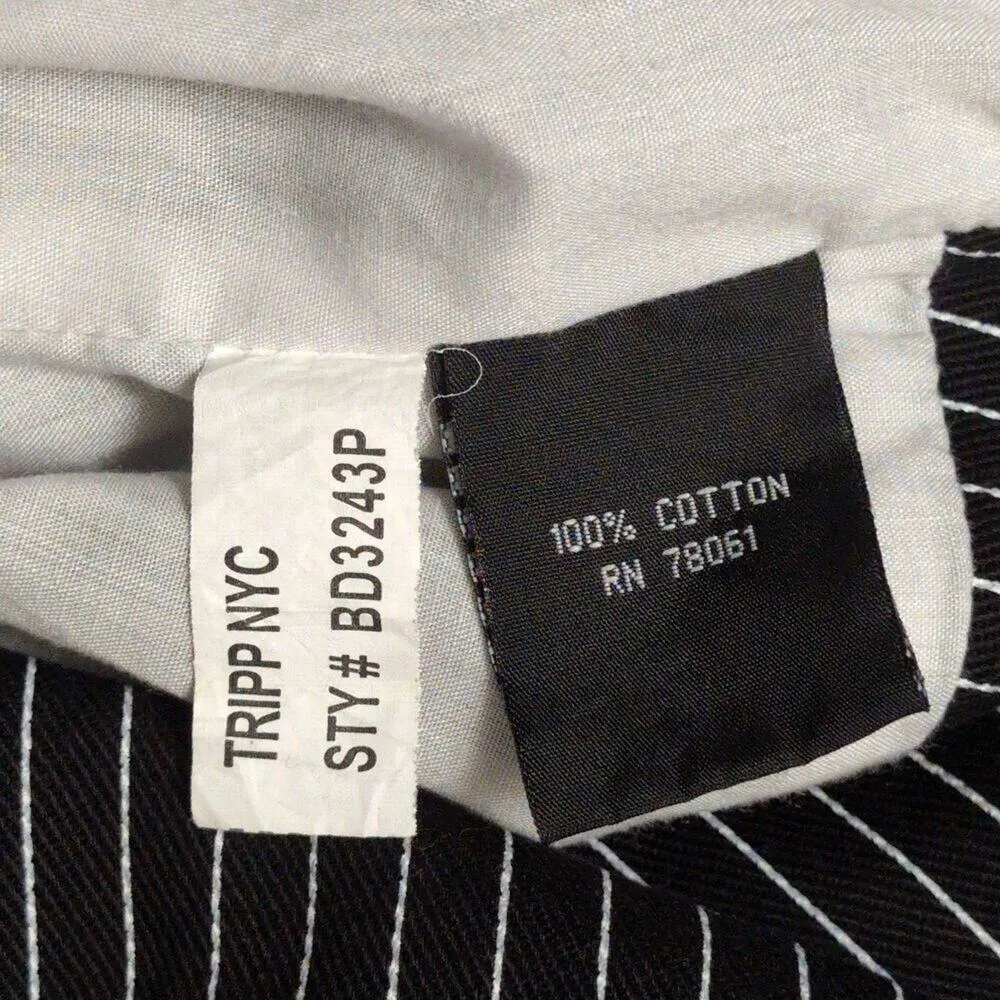 TRIPP NYC
STY# BD3243P
100% COTTON
RN 78061